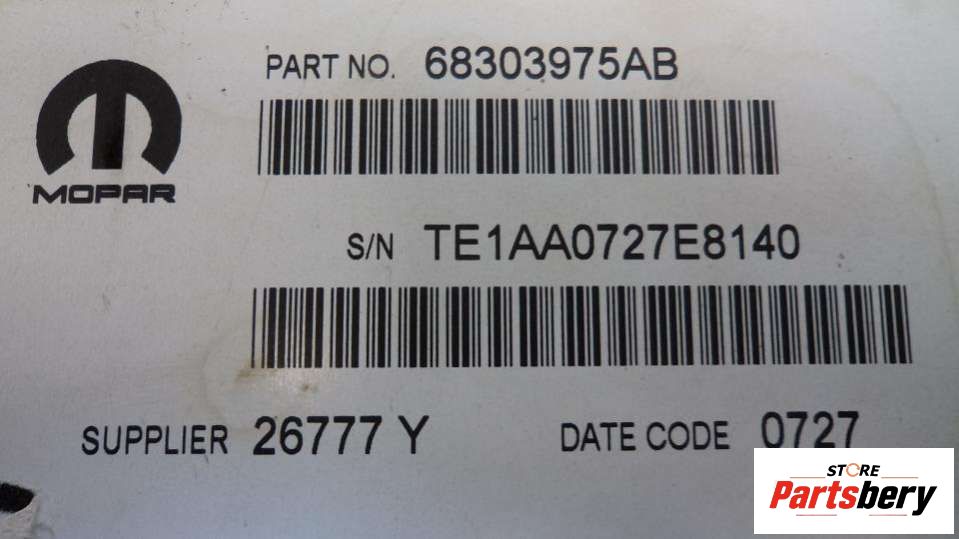 PART NO. 68303975AB
MOPAR
S/N TE1AA0727E8140
SUPPLIER 26777 Y
DATE CODE 0727
STORE
Partsbery